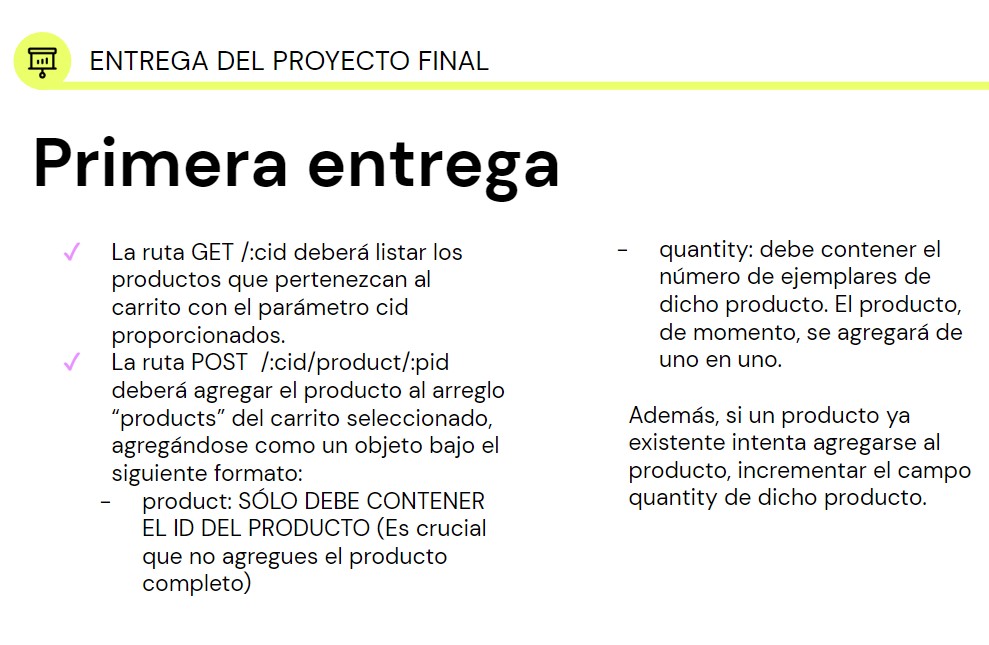 ENTREGA DEL PROYECTO FINAL
Primera entrega
✓ La ruta GET /:cid deberá listar los
productos que pertenezcan al
carrito con el parámetro cid
proporcionados.
✓ La ruta POST  /:cid/product/:pid
deberá agregar el producto al arreglo
“products” del carrito seleccionado,
agregándose como un objeto bajo el
siguiente formato:
- product: SÓLO DEBE CONTENER
EL ID DEL PRODUCTO (Es crucial
que no agregues el producto
completo)
- quantity: debe contener el
número de ejemplares de
dicho producto. El producto,
de momento, se agregará de
uno en uno.
Además, si un producto ya
existente intenta agregarse al
producto, incrementar el campo
quantity de dicho producto.